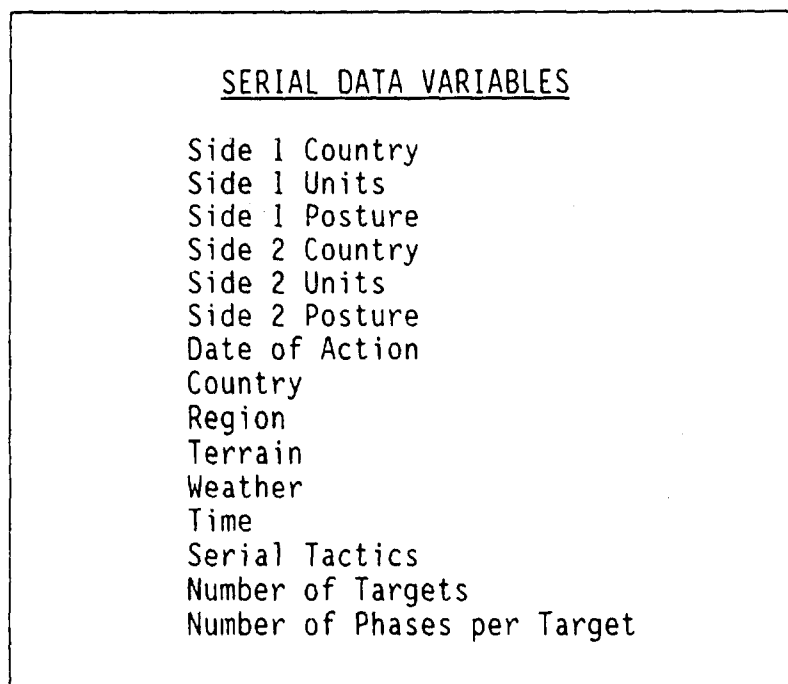 SERIAL DATA VARIABLES
Side 1 Country
Side 1 Units
Side 1 Posture
Side 2 Country
Side 2 Units
Side 2 Posture
Date of Action
Country
Region
Terrain
Weather
Time
Serial Tactics
Number of Targets
Number of Phases per Target